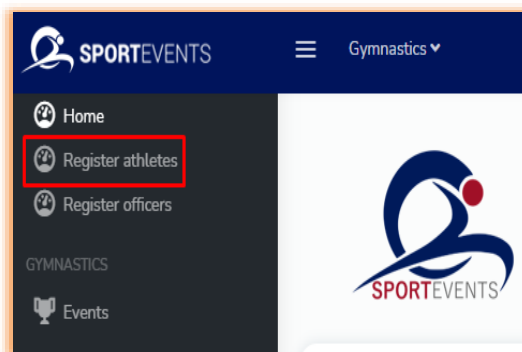 SPORTEVENTS
Gymnastics
Home
Register athletes
Register officers
GYMNASTICS
Events
SPORTEVENTS